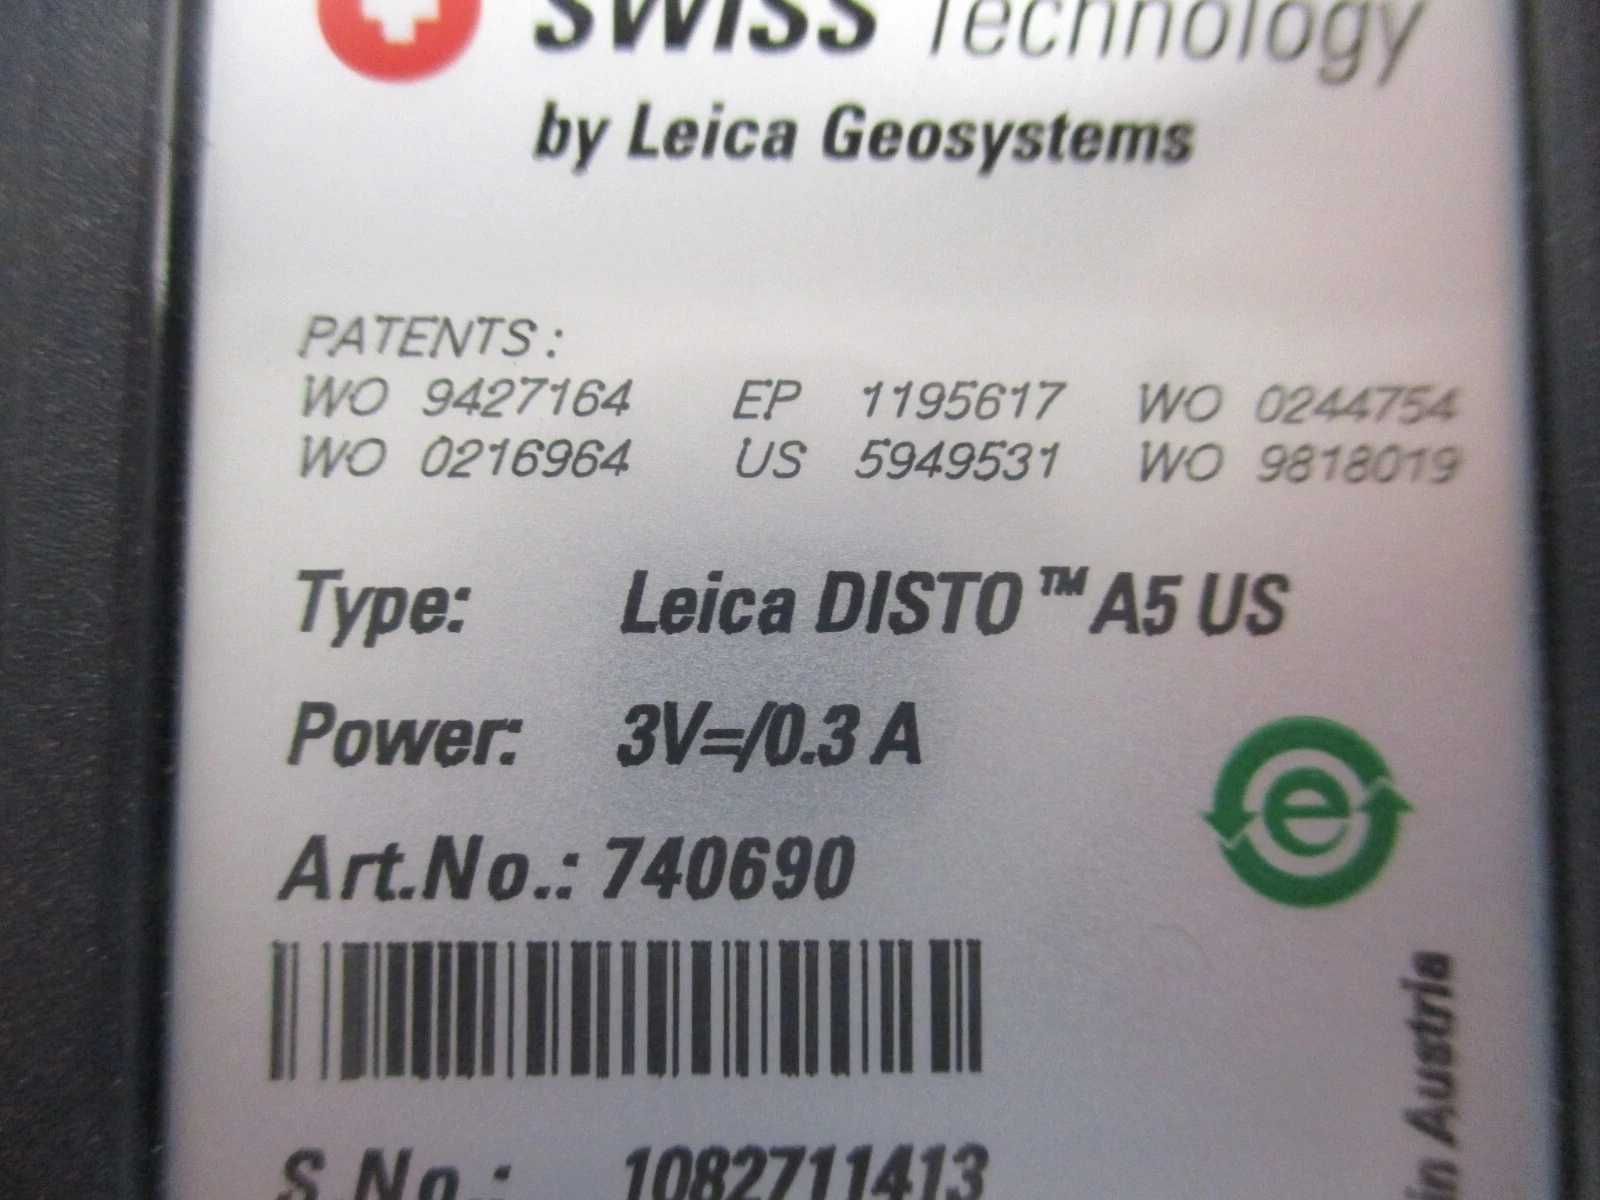 SWISS Technology
by Leica Geosystems
PATENTS:
WO 9427164 EP 1195617 WO 0244754
WO 0216964 US 5949531 WO 9818019
Type: Leica DISTO™ A5 US
Power: 3V=/0.3 A
Art.No.: 740690
e
S.No.: 1082711413
in Austria